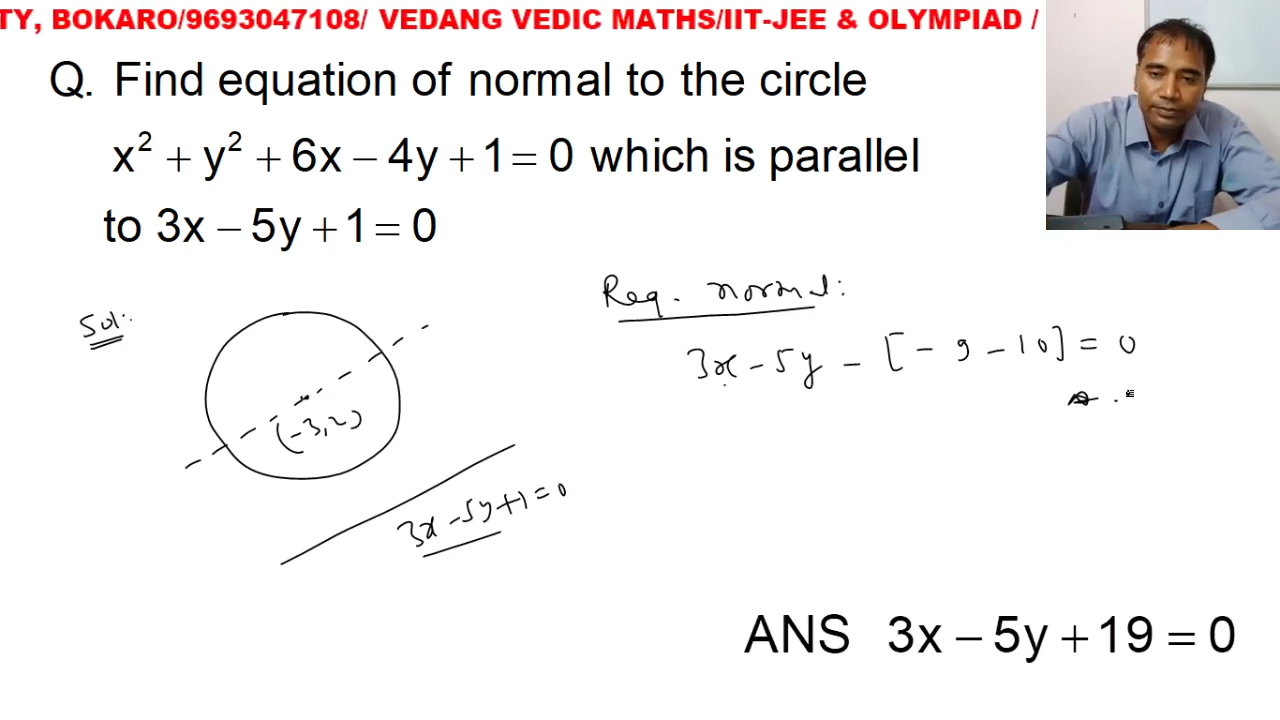 TY, BOKARO/9693047108/ VEDANG VEDIC MATHS/IIT-JEE & OLYMPIAD /
Q. Find equation of normal to the circle
x² + y² + 6x − 4y + 1 = 0 which is parallel
to 3x − 5y + 1 = 0
Sol:
Req. normal:
3x − 5y − [− 9 − 10] = 0
(−3,2)
3x − 5y + 1 = 0
ANS 3x − 5y + 19 = 0